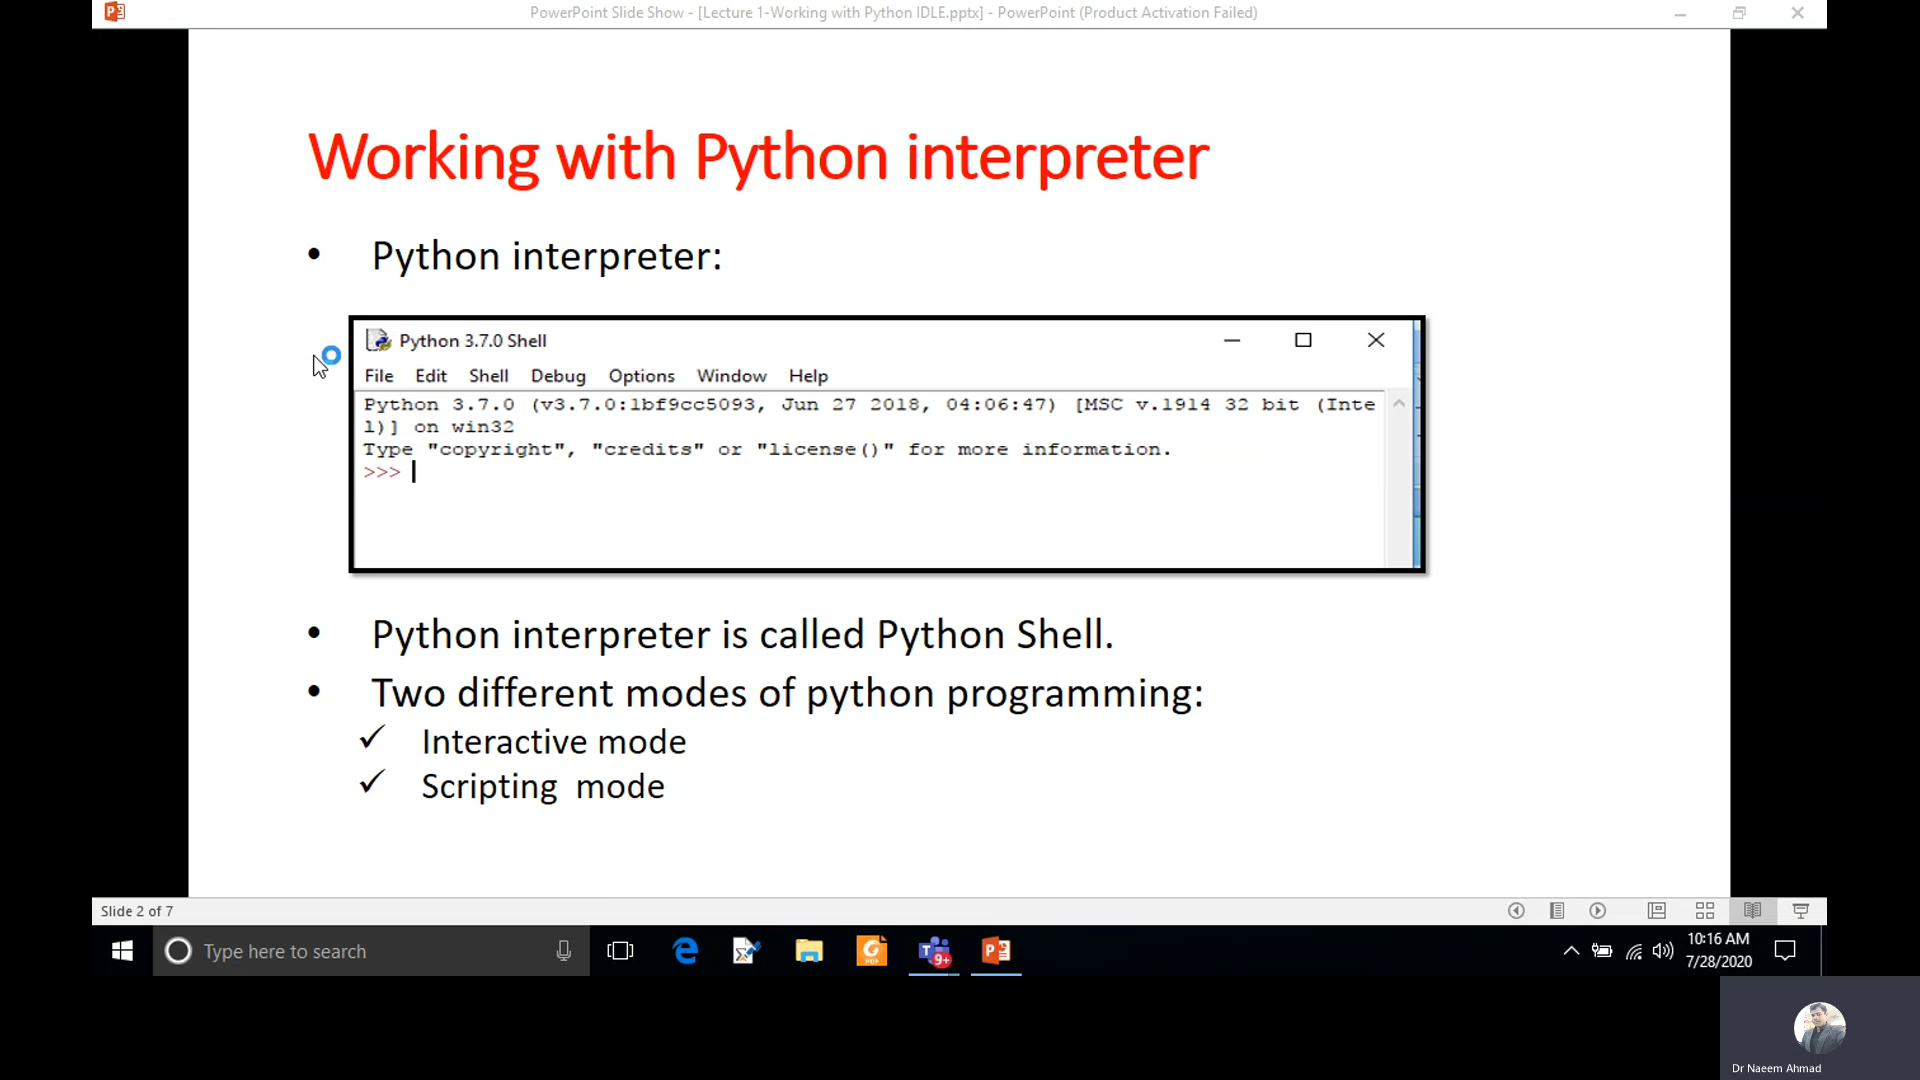 PowerPoint Slide Show - [Lecture 1-Working with Python IDLE.pptx] - PowerPoint (Product Activation Failed)
Working with Python interpreter
• Python interpreter:
Python 3.7.0 Shell
File Edit Shell Debug Options Window Help
Python 3.7.0 (v3.7.0:1bf9cc5093, Jun 27 2018, 04:06:47) [MSC v.1914 32 bit (Inte
l)] on win32
Type "copyright", "credits" or "license()" for more information.
>>>
• Python interpreter is called Python Shell.
• Two different modes of python programming:
✓ Interactive mode
✓ Scripting  mode
Slide 2 of 7
Type here to search
9+
10:16 AM
7/28/2020
Dr Naeem Ahmad